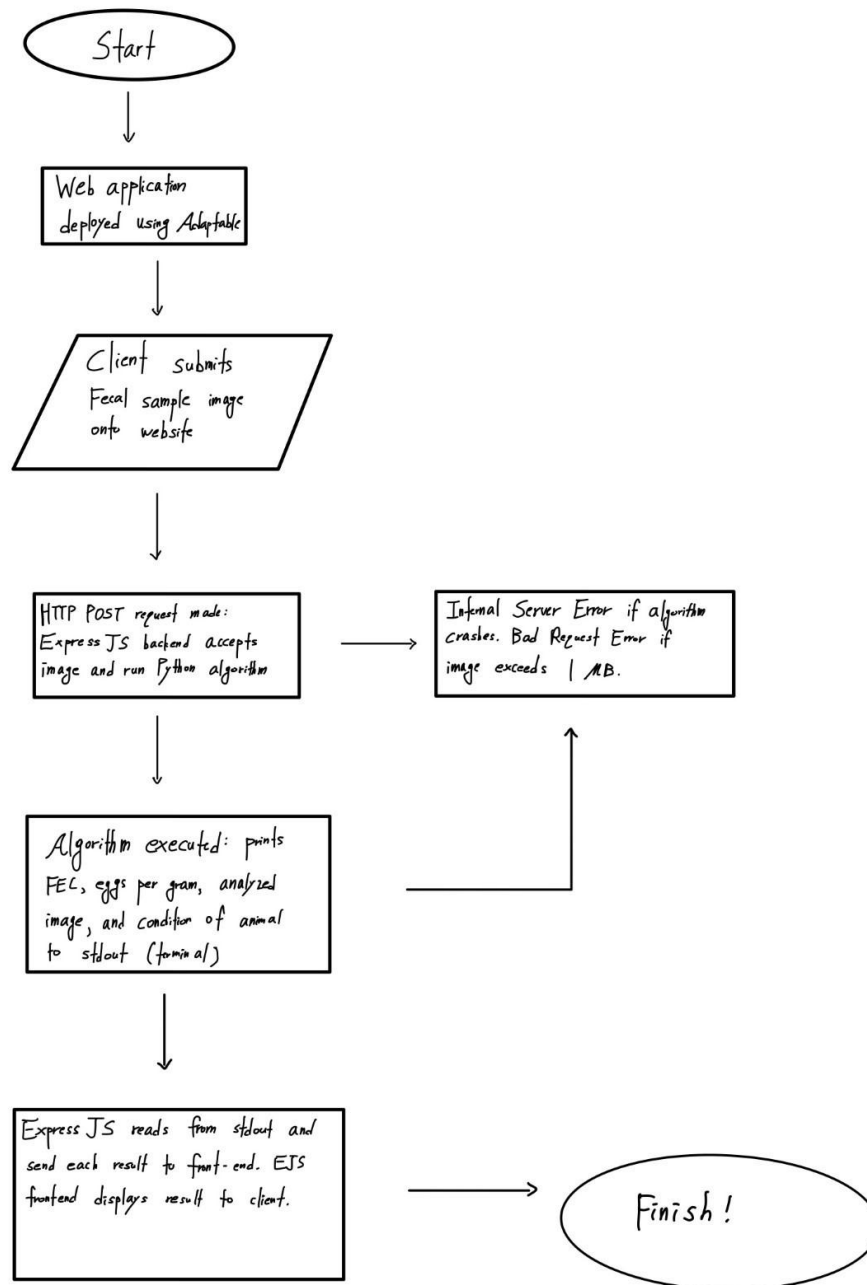 Start
Web application
deployed using Adaptable
Client submits
Fecal sample image
onto website
HTTP POST request made:
Express JS backend accepts
image and run Python algorithm
Internal Server Error if algorithm
crashes. Bad Request Error if
image exceeds 1 MB.
Algorithm executed: prints
FEC, eggs per gram, analyzed
image, and condition of animal
to stdout (terminal)
Express JS reads from stdout and
send each result to front-end. EJS
frontend displays result to client.
Finish!